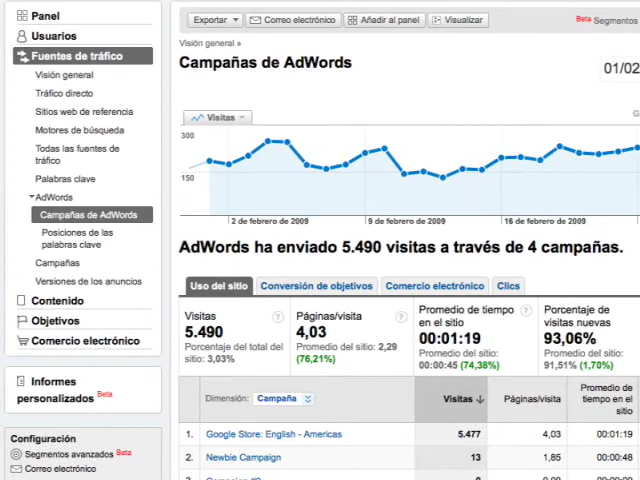 Panel
Usuarios
Fuentes de tráfico
Visión general
Tráfico directo
Sitios web de referencia
Motores de búsqueda
Todas las fuentes de
tráfico
Palabras clave
AdWords
Campañas de AdWords
Posiciones de las
palabras clave
Campañas
Versiones de los anuncios
Contenido
Objetivos
Comercio electrónico
Informes
personalizados Beta
Configuración
Segmentos avanzados Beta
Correo electrónico
Exportar Correo electrónico Añadir al panel Visualizar Beta Segmentos
Visión general »
Campañas de AdWords
01/02
Visitas
300
150
2 de febrero de 2009 9 de febrero de 2009 16 de febrero de 2009
AdWords ha enviado 5.490 visitas a través de 4 campañas.
Uso del sitio Conversión de objetivos Comercio electrónico Clics
Visitas ?
5.490
Porcentaje del total del
sitio: 3,03%
Páginas/visita ?
4,03
Promedio del sitio: 2,29
(76,21%)
Promedio de tiempo ?
en el sitio
00:01:19
Promedio del sitio:
00:00:45 (74,38%)
Porcentaje de
visitas nuevas
93,06%
Promedio del sitio:
91,51% (1,70%)
Dimensión: Campaña Visitas Páginas/visita Promedio de
tiempo en el
sitio
1. Google Store: English - Americas 5.477 4,03 00:01:19
2. Newbie Campaign 13 1,85 00:00:48